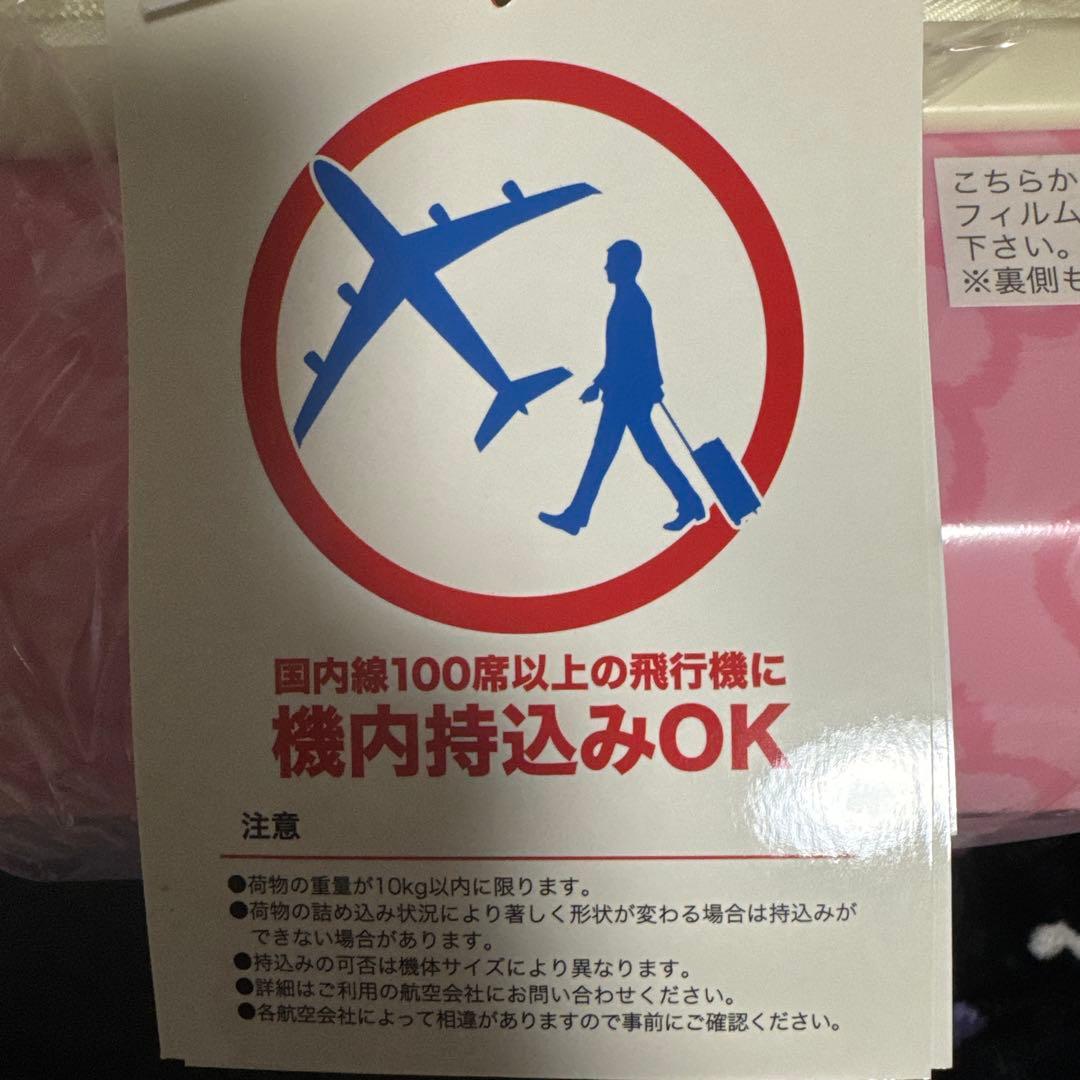 国内線100席以上の飛行機に
機内持込みOK
注意
●荷物の重量が10kg以内に限ります。
●荷物の詰め込み状況により著しく形状が変わる場合は持込みが
できない場合があります。
●持込みの可否は機体サイズにより異なります。
●詳細はご利用の航空会社にお問い合わせください。
●各航空会社によって相違がありますので事前にご確認ください。
こちらか
フィルム
下さい。
※裏側も